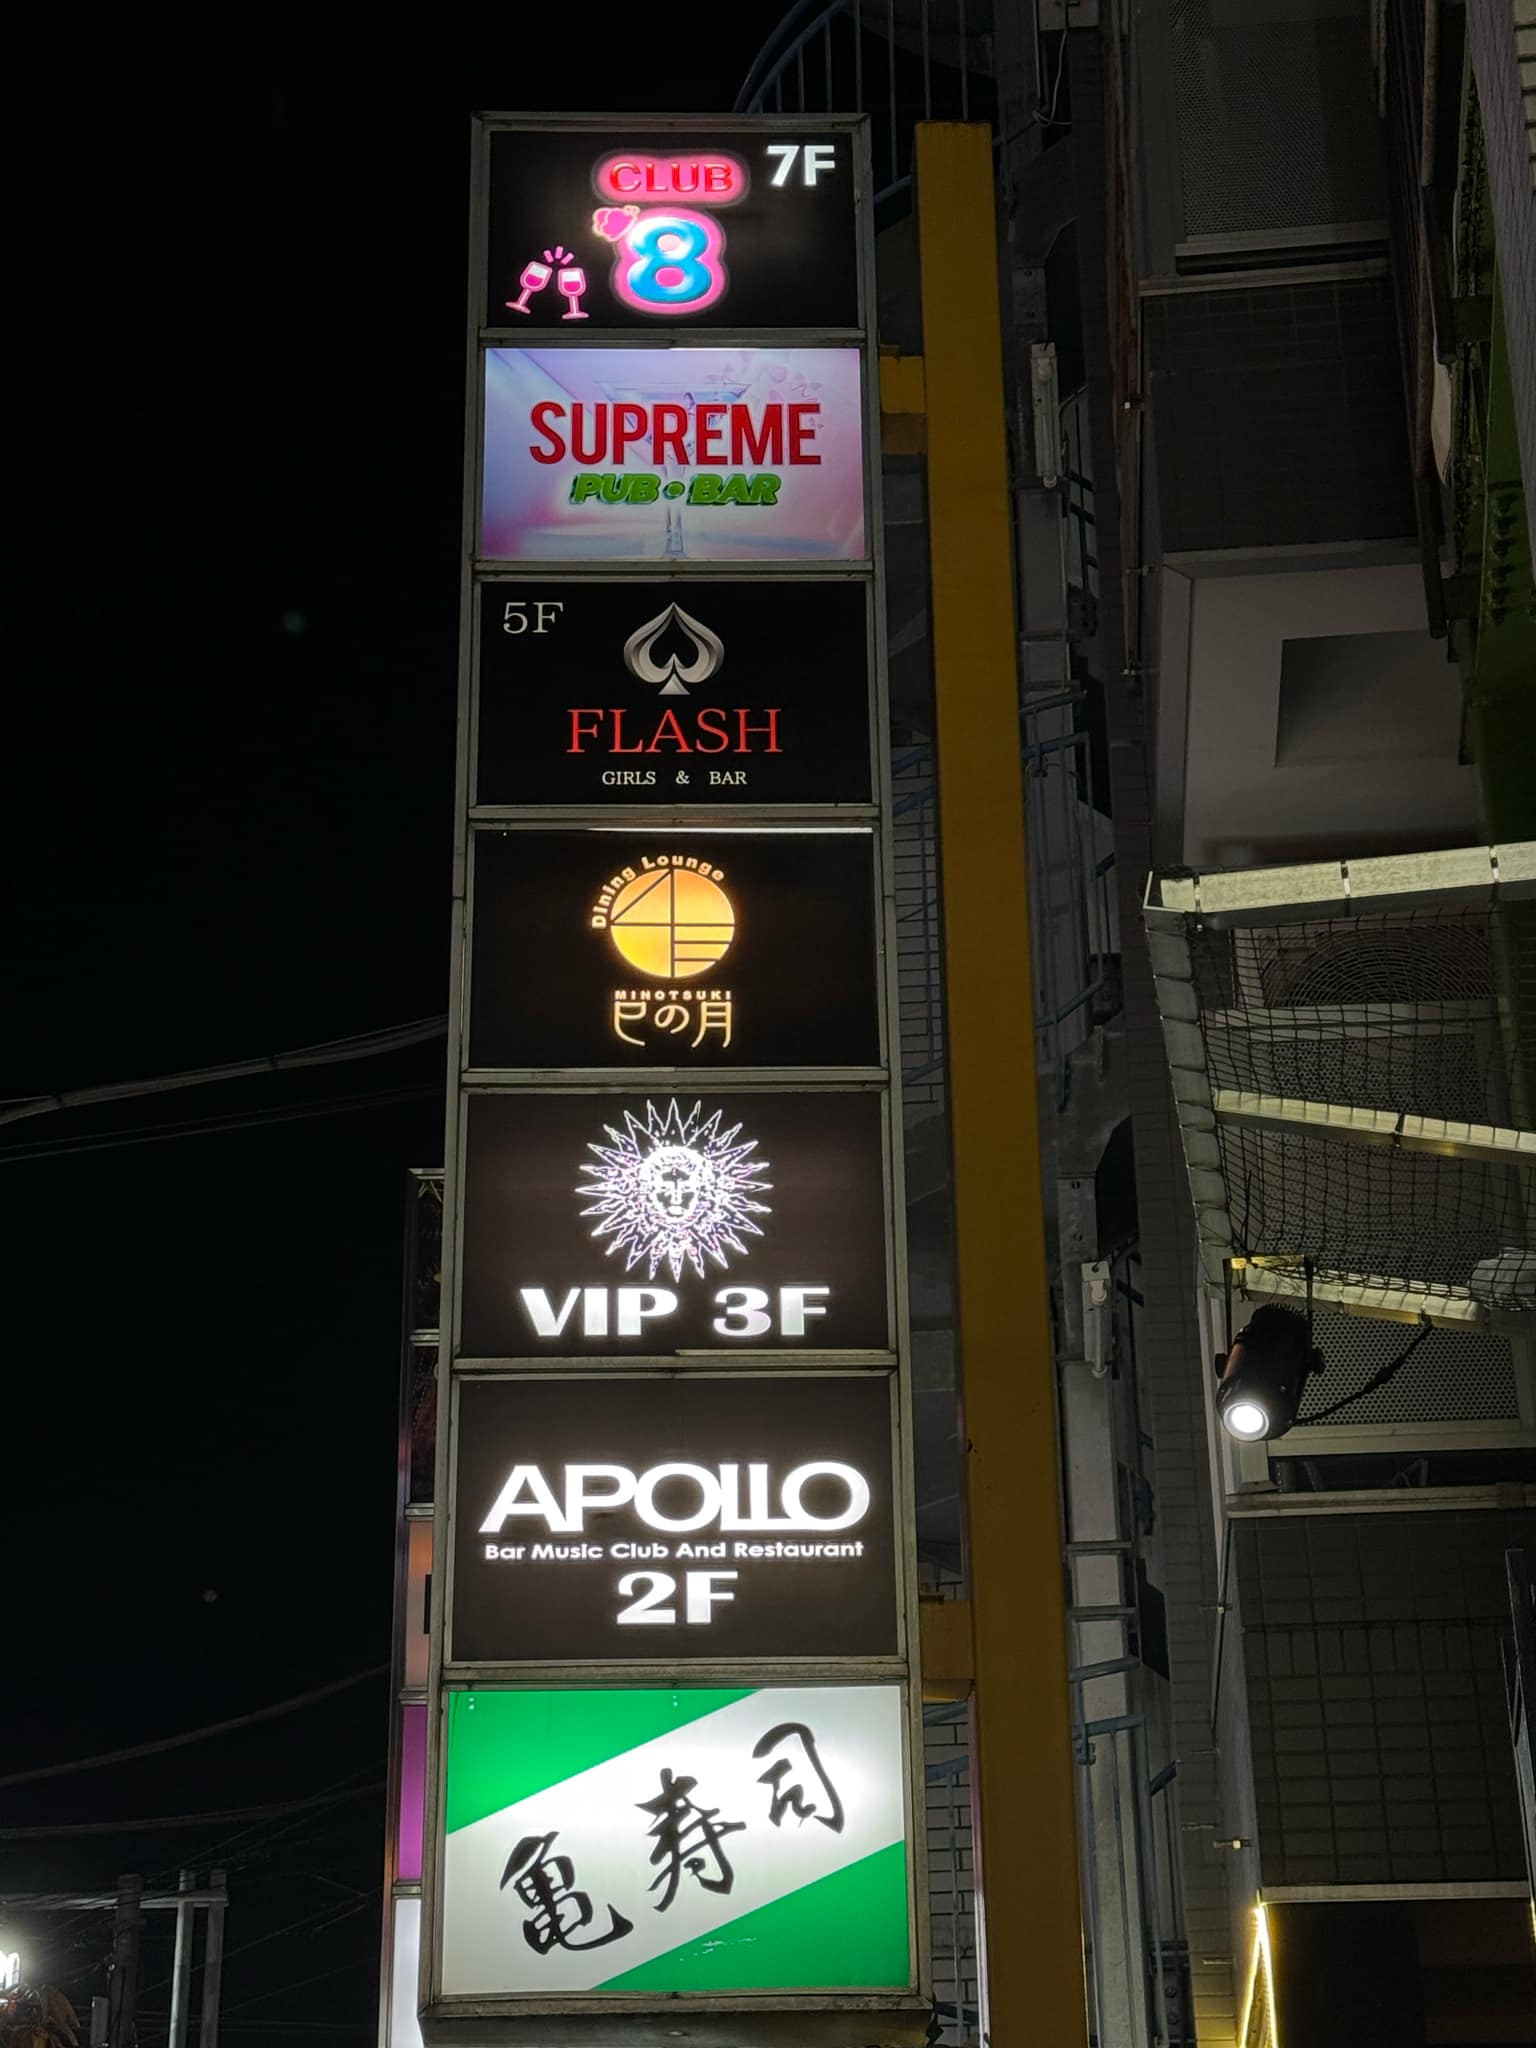 CLUB
7F
8
SUPREME
PUB • BAR
5F
FLASH
GIRLS & BAR
Dining Lounge
MINOTSUKI
巳の月
VIP 3F
APOLLO
Bar Music Club And Restaurant
2F
亀寿司